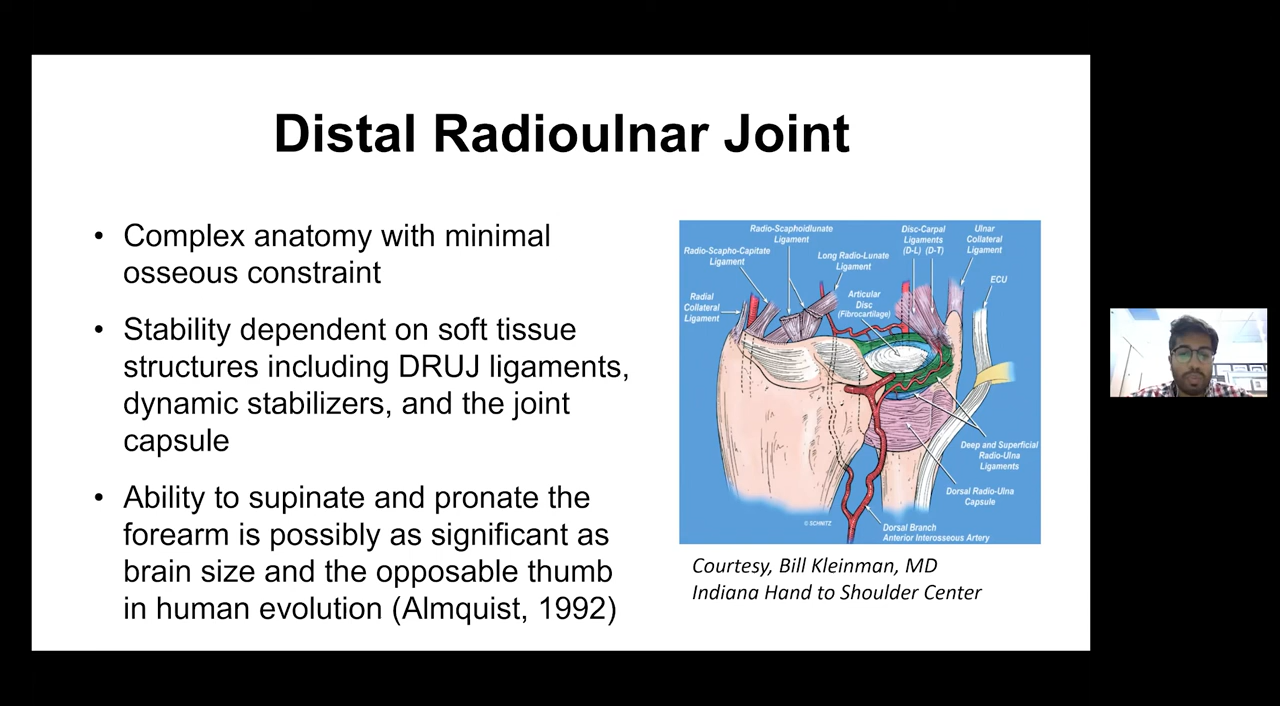 Distal Radioulnar Joint
• Complex anatomy with minimal
osseous constraint
• Stability dependent on soft tissue
structures including DRUJ ligaments,
dynamic stabilizers, and the joint
capsule
• Ability to supinate and pronate the
forearm is possibly as significant as
brain size and the opposable thumb
in human evolution (Almquist, 1992)
Radio-Scaphoidlunate
Ligament
Radio-Scapho-Capitate
Ligament
Long Radio-Lunate
Ligament
Disc-Carpal
Ligaments
(D-L) (D-T)
Ulnar
Collateral
Ligament
ECU
Radial
Collateral
Ligament
Articular
Disc
(Fibrocartilage)
Deep and Superficial
Radio-Ulna
Ligaments
Dorsal Radio-Ulna
Capsule
Dorsal Branch
Anterior Interosseous Artery
© SCHNITZ
Courtesy, Bill Kleinman, MD
Indiana Hand to Shoulder Center